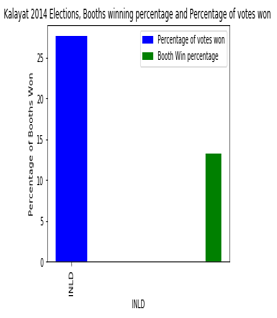 Kalayat 2014 Elections, Booths winning percentage and Percentage of votes won
Percentage of votes won
Booth Win percentage
Percentage of Booths Won
25
20
15
10
5
0
INLD
INLD